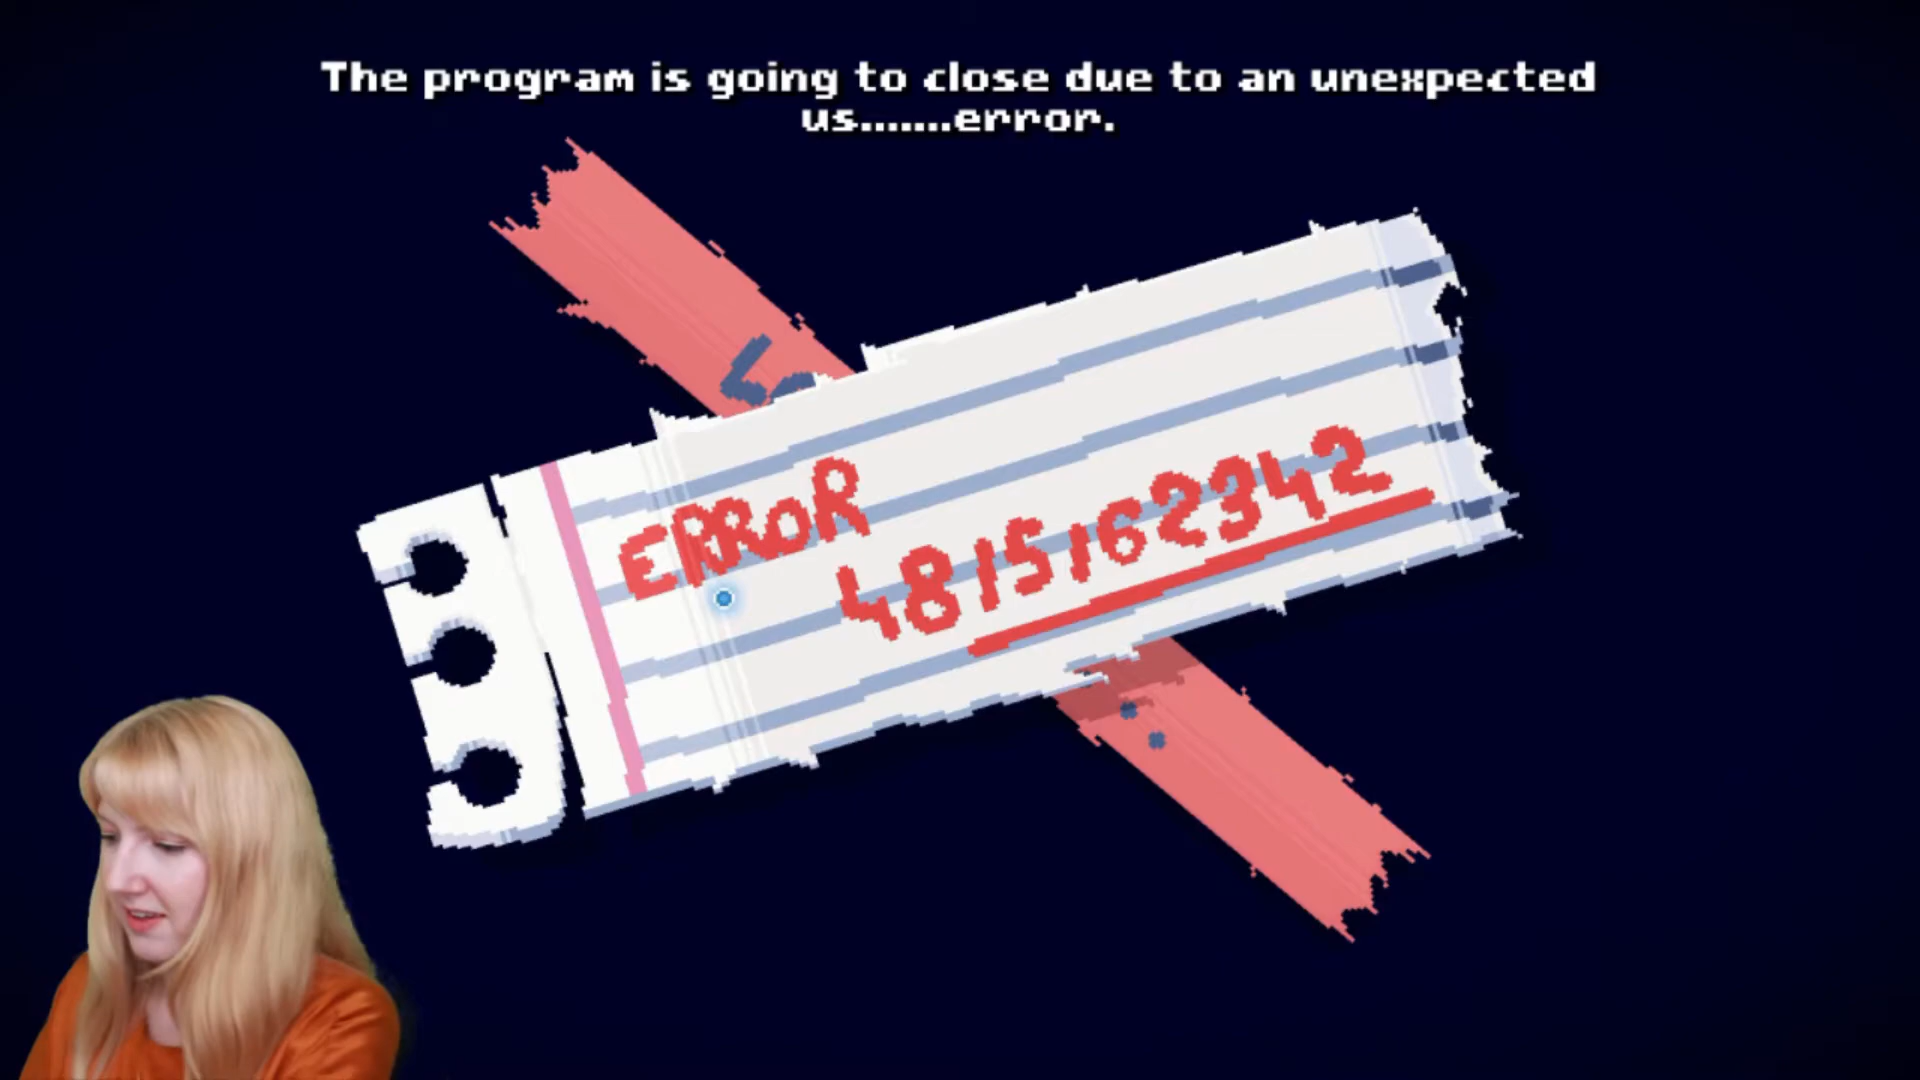 The program is going to close due to an unexpected
us.......error.
ERROR
4815162342